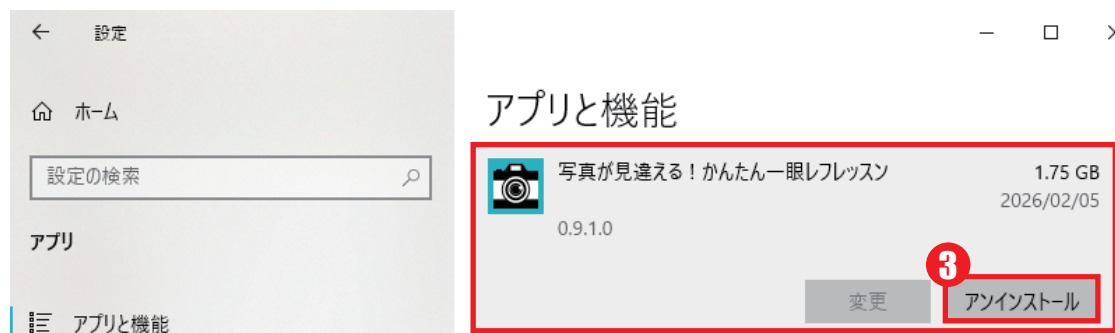 設定
ホーム
設定の検索
アプリ
アプリと機能
アプリと機能
写真が見違える!かんたん一眼レフレッスン
1.75 GB
2026/02/05
0.9.1.0
3
変更
アンインストール